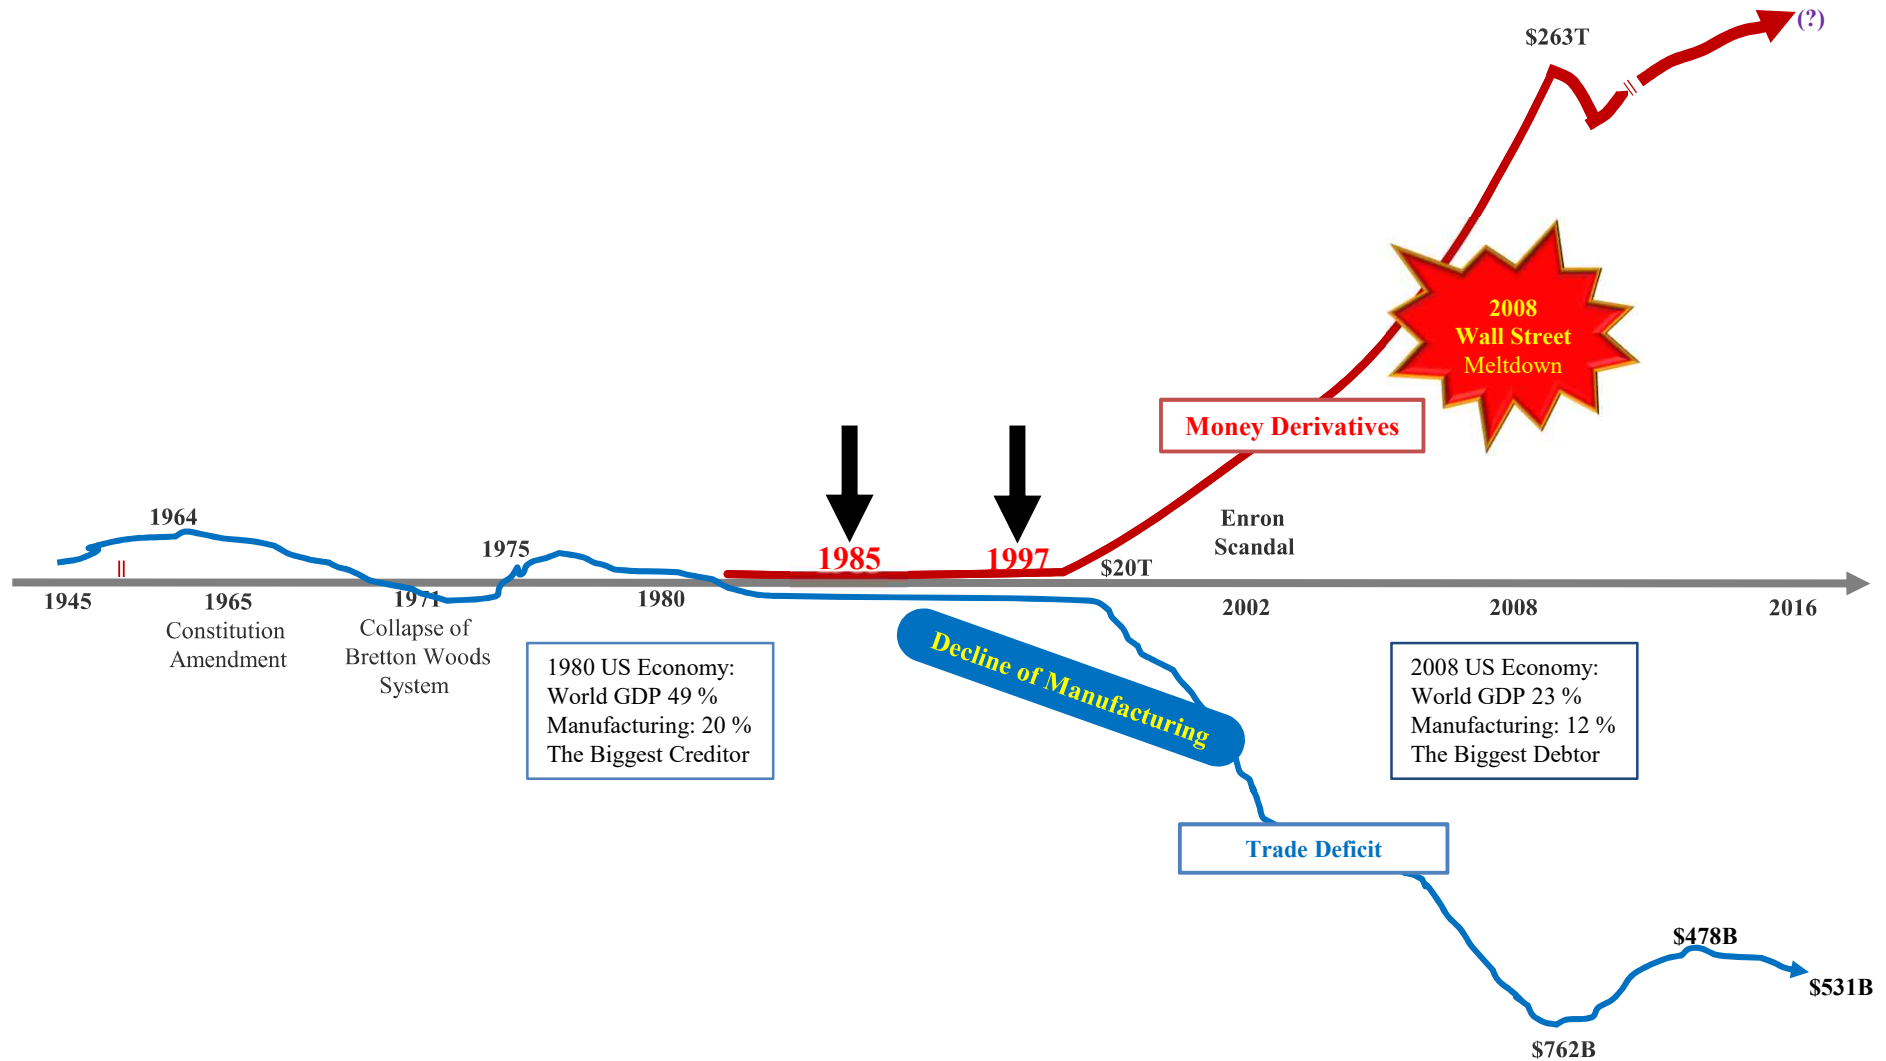 (?)
$263T
2008
Wall Street
Meltdown
Money Derivatives
1964
1975
1985
1997
$20T
Enron
Scandal
1945
1965
1971
1980
2002
2008
2016
Constitution
Amendment
Collapse of
Bretton Woods
System
1980 US Economy:
World GDP 49 %
Manufacturing: 20 %
The Biggest Creditor
Decline of Manufacturing
2008 US Economy:
World GDP 23 %
Manufacturing: 12 %
The Biggest Debtor
Trade Deficit
$478B
$531B
$762B